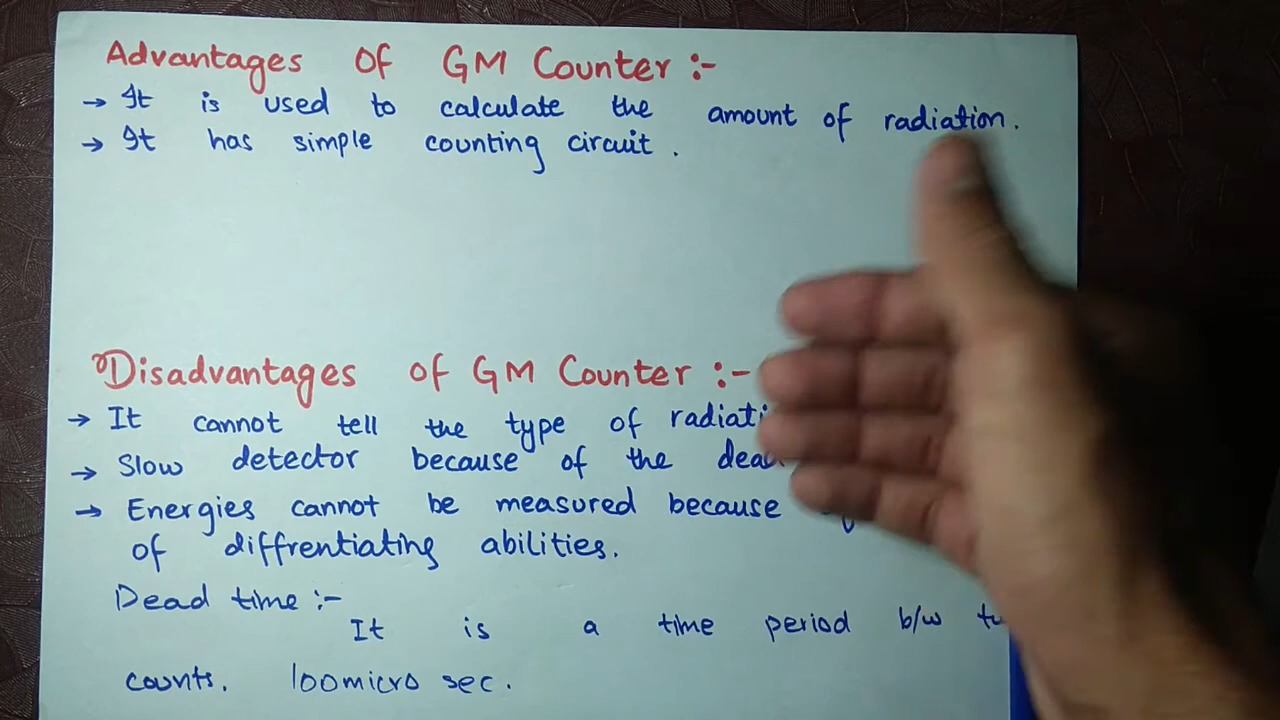 Advantages Of GM Counter :-
→ It is used to calculate the amount of radiation.
→ It has simple counting circuit.
Disadvantages of GM Counter :-
→ It cannot tell the type of
→ Slow detector because of the
→ Energies cannot be measured because
of diffrentiating abilities.
Dead time :-
It is a time period b/w
counts. 100micro sec.